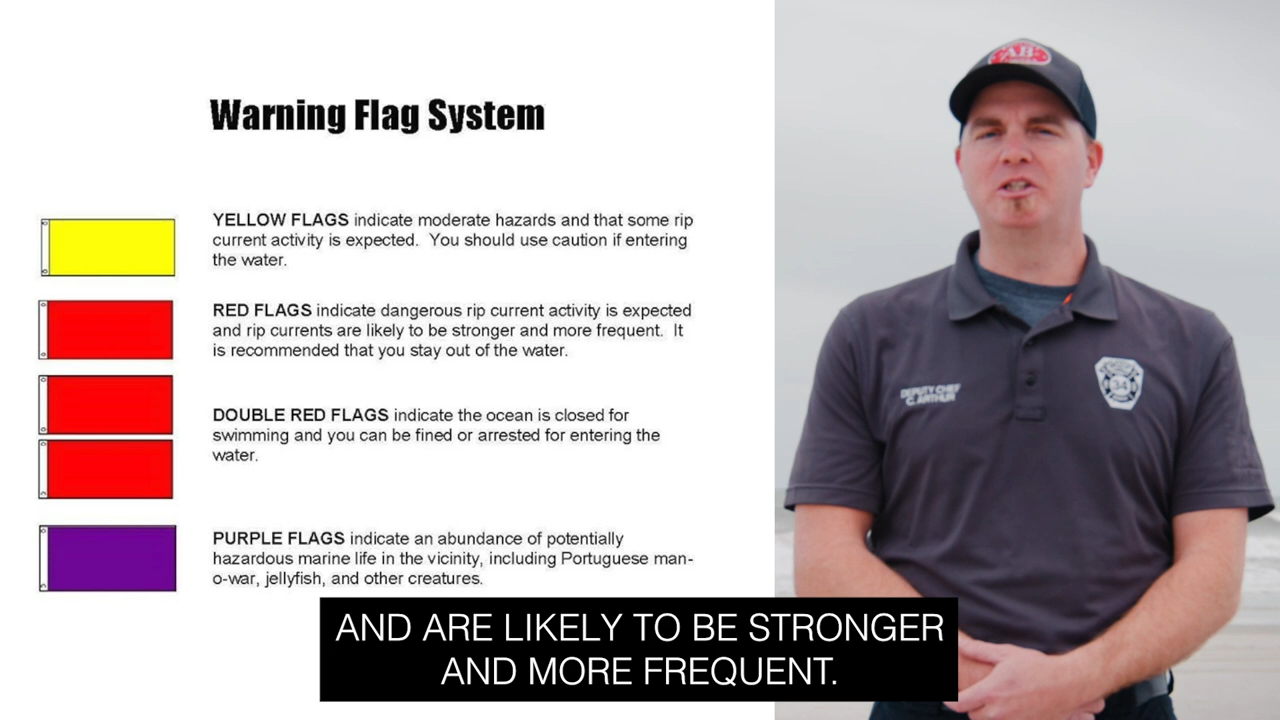 Warning Flag System
YELLOW FLAGS indicate moderate hazards and that some rip
current activity is expected. You should use caution if entering
the water.
RED FLAGS indicate dangerous rip current activity is expected
and rip currents are likely to be stronger and more frequent. It
is recommended that you stay out of the water.
DOUBLE RED FLAGS indicate the ocean is closed for
swimming and you can be fined or arrested for entering the
water.
PURPLE FLAGS indicate an abundance of potentially
hazardous marine life in the vicinity, including Portuguese man-
o-war, jellyfish, and other creatures.
AB
DEPUTY CHIEF
C. ARTHUR
34
AND ARE LIKELY TO BE STRONGER
AND MORE FREQUENT.